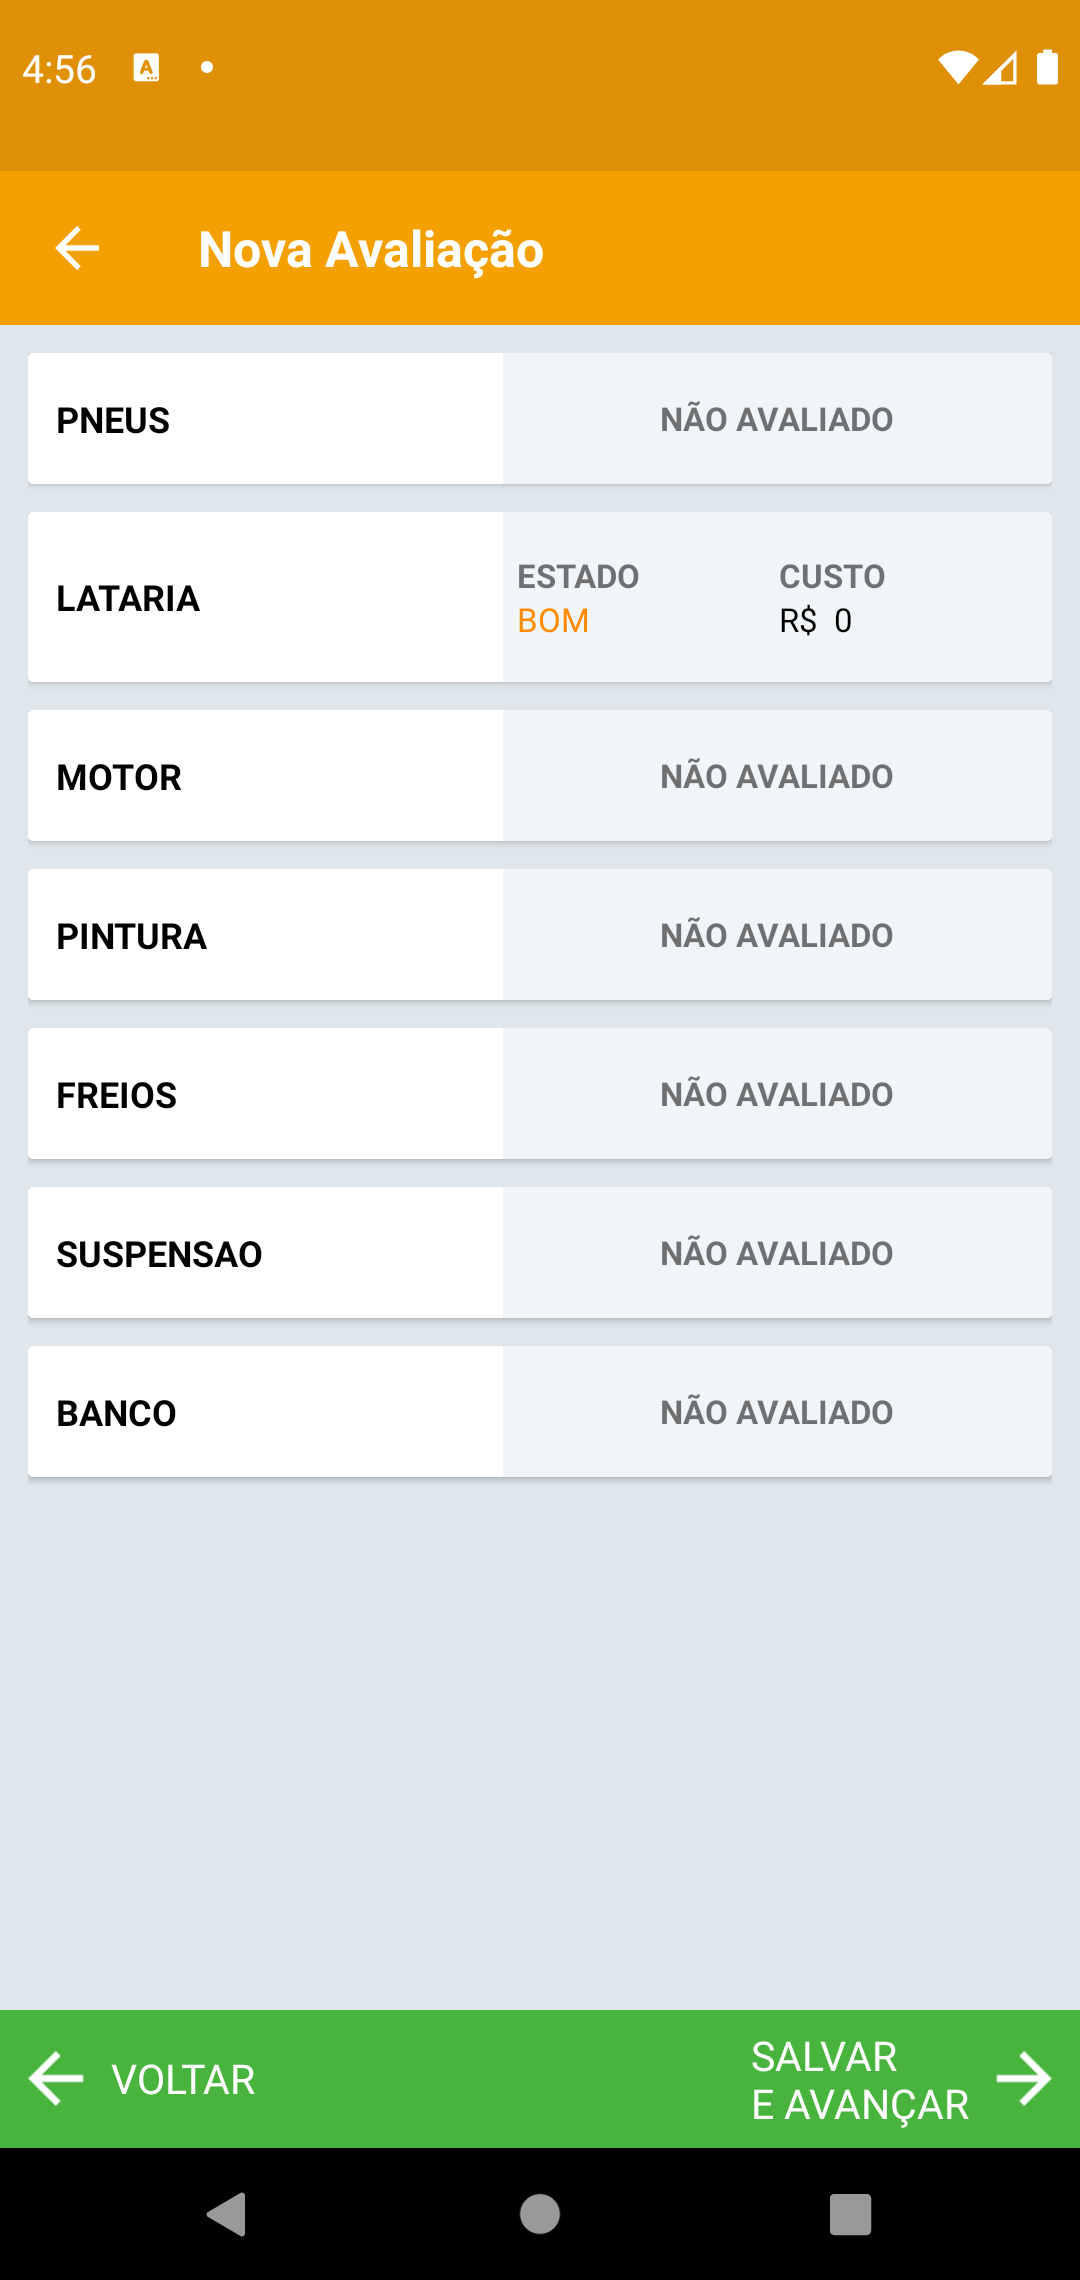 4:56
Nova Avaliação
PNEUS NÃO AVALIADO
LATARIA
ESTADO CUSTO
BOM R$ 0
MOTOR NÃO AVALIADO
PINTURA NÃO AVALIADO
FREIOS NÃO AVALIADO
SUSPENSAO NÃO AVALIADO
BANCO NÃO AVALIADO
VOLTAR
SALVAR
E AVANÇAR